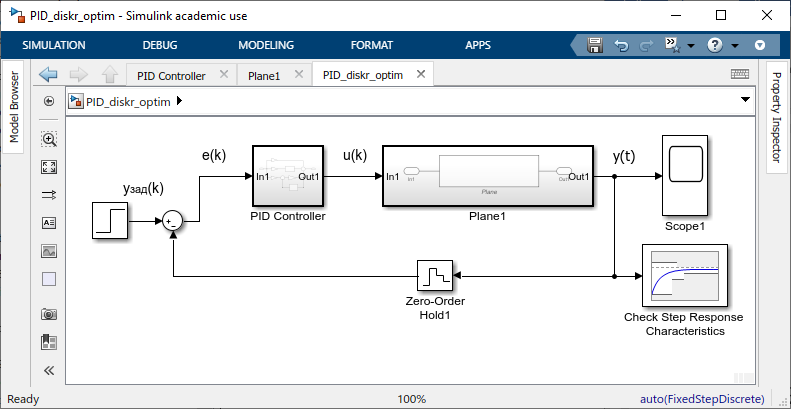 PID_diskr_optim - Simulink academic use
SIMULATION DEBUG MODELING FORMAT APPS
PID Controller Plane1 PID_diskr_optim
Model Browser
Property Inspector
PID_diskr_optim
e(k) u(k) y(t)
yзад(k)
In1 Out1
In1 Out1
In1 Out1
Plane
PID Controller
Plane1
Scope1
Zero-Order
Hold1
Check Step Response
Characteristics
Ready 100% auto(FixedStepDiscrete)